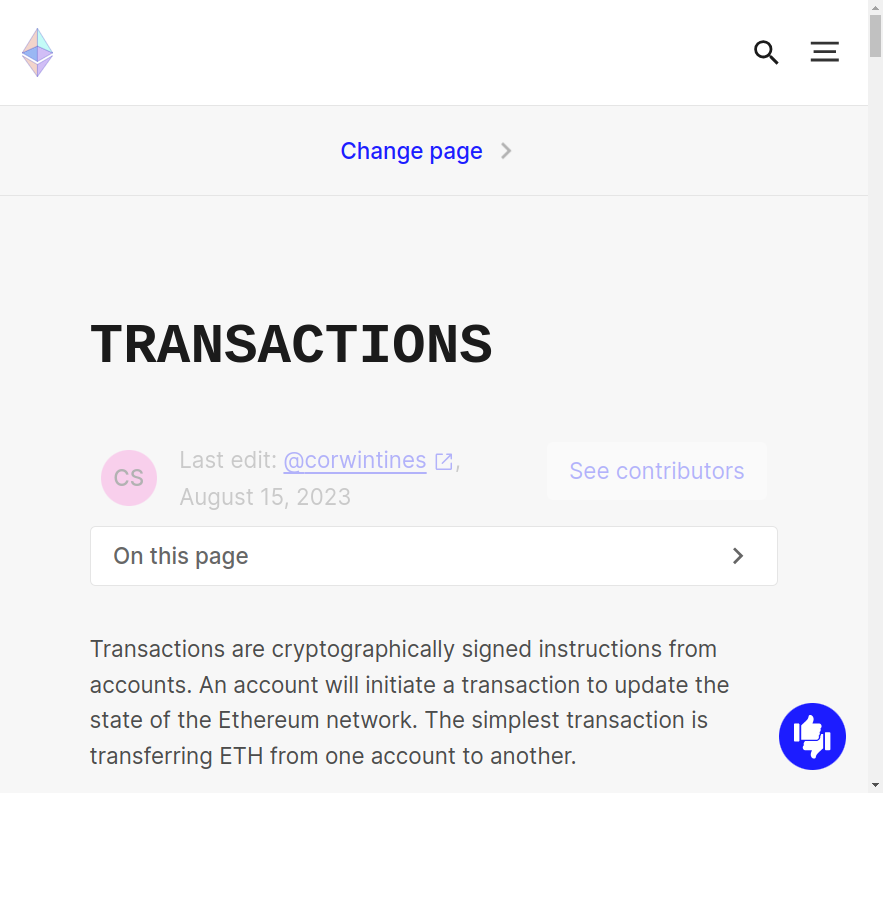 Change page
TRANSACTIONS
CS
Last edit: @corwintines,
August 15, 2023
See contributors
On this page
Transactions are cryptographically signed instructions from
accounts. An account will initiate a transaction to update the
state of the Ethereum network. The simplest transaction is
transferring ETH from one account to another.